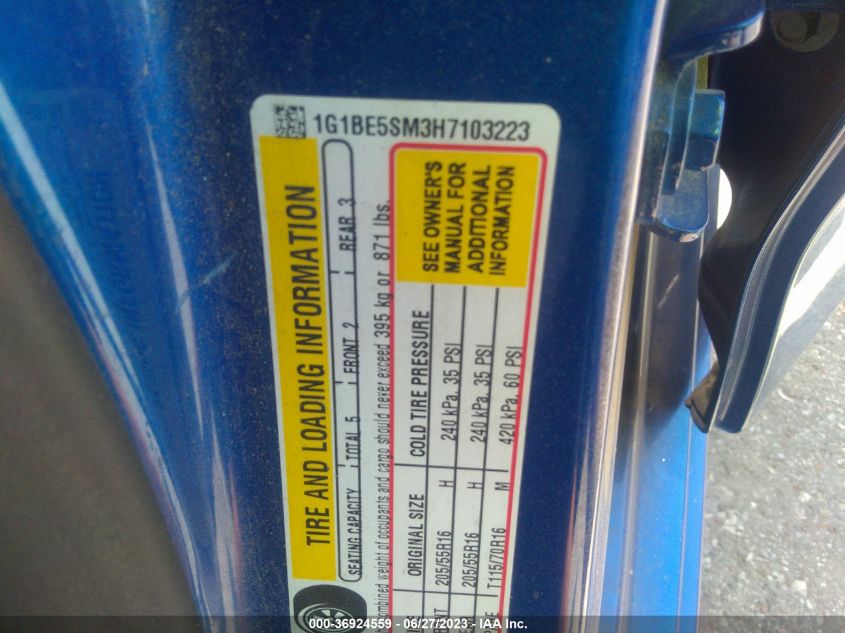 1G1BE5SM3H7103223
TIRE AND LOADING INFORMATION
SEATING CAPACITY TOTAL 5 FRONT 2 REAR 3
combined weight of occupants and cargo should never exceed 395 kg or 871 lbs.
ORIGINAL SIZE COLD TIRE PRESSURE
205/55R16 H 240 kPa, 35 PSI
205/55R16 H 240 kPa, 35 PSI
T115/70R16 M 420 kPa, 60 PSI
SEE OWNER'S
MANUAL FOR
ADDITIONAL
INFORMATION
000-36924559 - 06/27/2023 - IAA Inc.